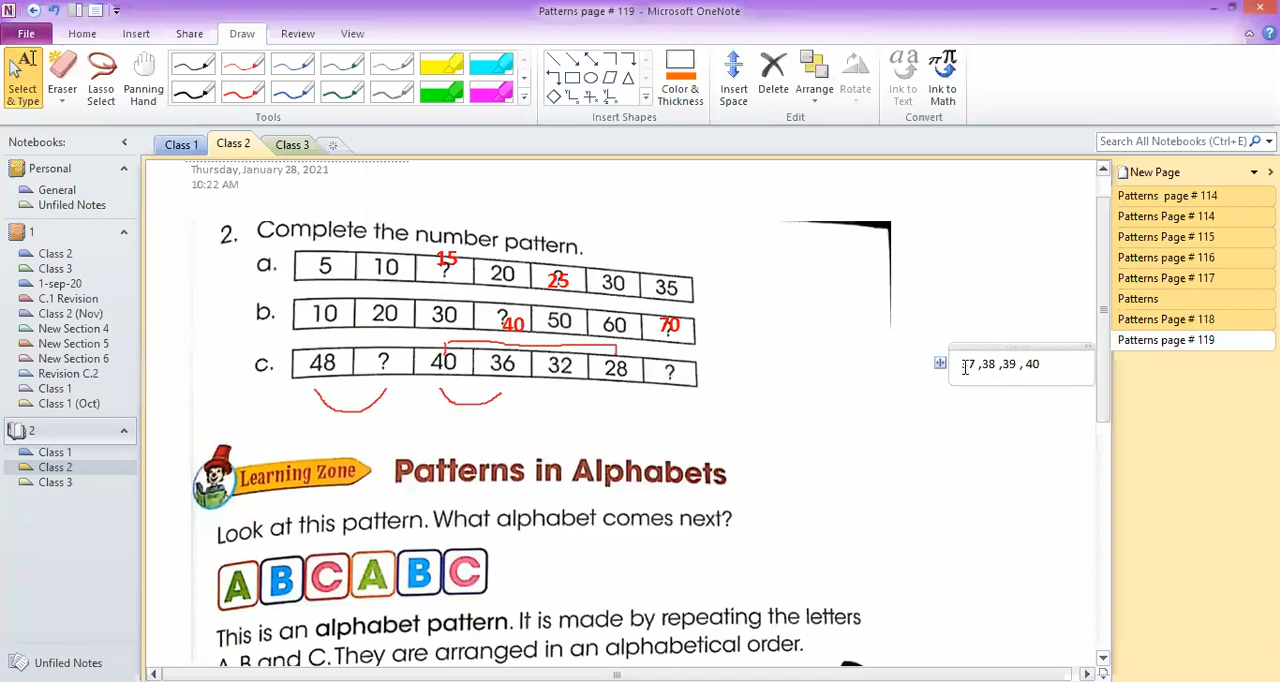 Patterns page # 119 - Microsoft OneNote
File Home Insert Share Draw Review View
Select & Type
Eraser
Lasso Select
Panning Hand
Color & Thickness
Insert Space
Delete
Arrange
Rotate
Ink to Text
Ink to Math
Tools
Insert Shapes
Edit
Convert
Notebooks:
Personal
General
Unfiled Notes
1
Class 2
Class 3
1-sep-20
C.1 Revision
Class 2 (Nov)
New Section 4
New Section 5
New Section 3
Revision C.2
Class 1
Class 1 (Oct)
2
Class 1
Class 2
Class 3
Unfiled Notes
Class 1 Class 2 Class 3
Search All Notebooks (Ctrl+E)
Thursday, January 28, 2021
10:22 AM
2. Complete the number pattern.
a. 5 10 ? 15 20 ? 25 30 35
b. 10 20 30 ? 40 50 60 ? 70
c. 48 ? 40 36 32 28 ?
37 ,38 ,39 , 40
Learning Zone
Patterns in Alphabets
Look at this pattern. What alphabet comes next?
A B C A B C
This is an alphabet pattern. It is made by repeating the letters
A, B and C. They are arranged in an alphabetical order.
New Page
Patterns page # 114
Patterns Page # 114
Patterns Page # 115
Patterns page # 116
Patterns Page # 117
Patterns
Patterns Page # 118
Patterns page # 119